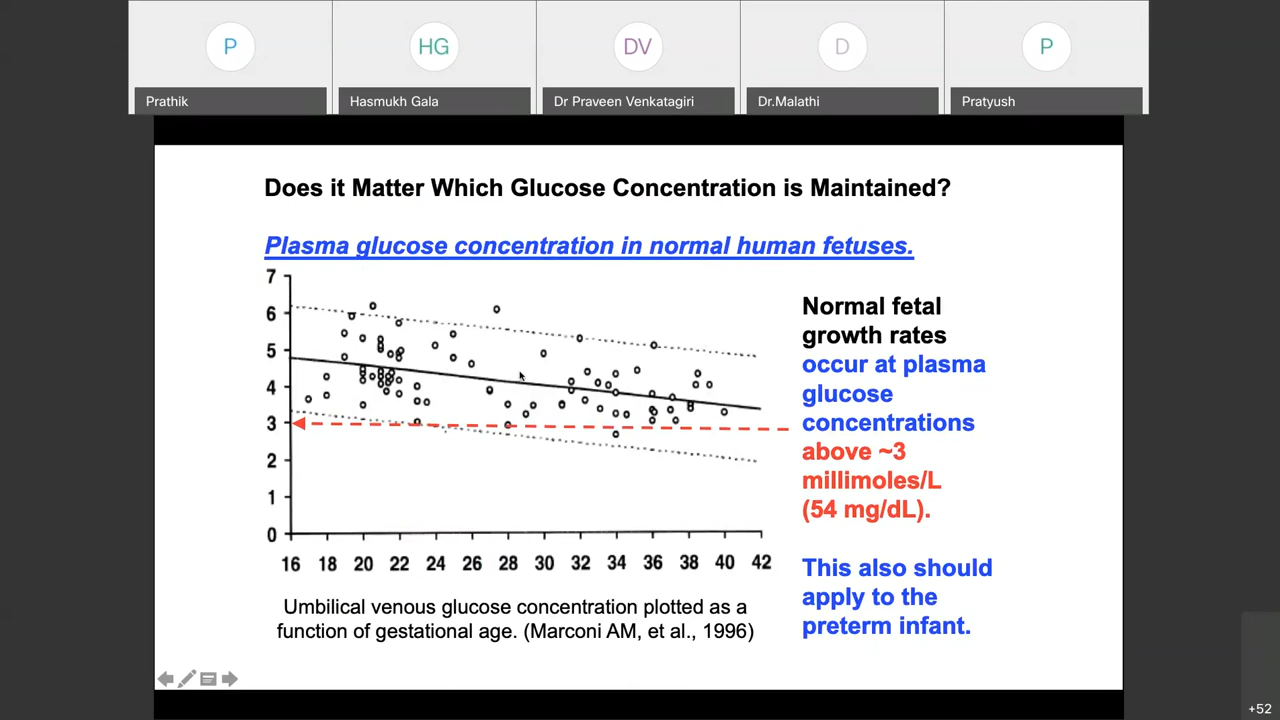 P HG DV D P
Prathik Hasmukh Gala Dr Praveen Venkatagiri Dr.Malathi Pratyush
Does it Matter Which Glucose Concentration is Maintained?
Plasma glucose concentration in normal human fetuses.
7
6
5
4
3
2
1
0
16 18 20 22 24 26 28 30 32 34 36 38 40 42
Umbilical venous glucose concentration plotted as a
function of gestational age. (Marconi AM, et al., 1996)
Normal fetal
growth rates
occur at plasma
glucose
concentrations
above ~3
millimoles/L
(54 mg/dL).
This also should
apply to the
preterm infant.
+52